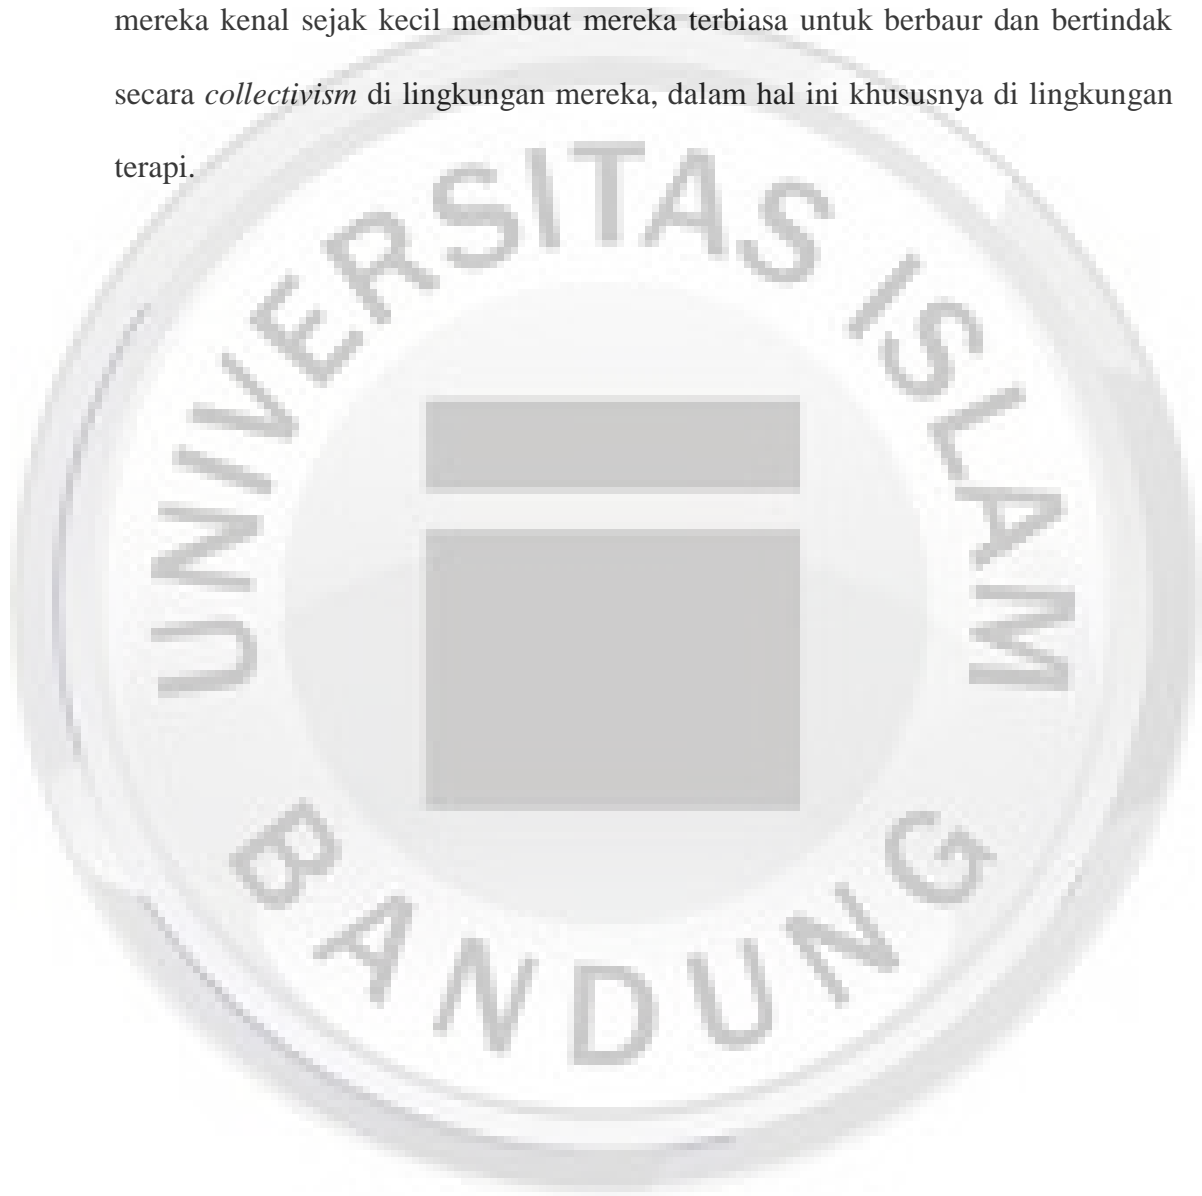 mereka kenal sejak kecil membuat mereka terbiasa untuk berbaur dan bertindak
secara collectivism di lingkungan mereka, dalam hal ini khususnya di lingkungan
terapi.
UNIVERSITAS ISLAM
BANDUNG